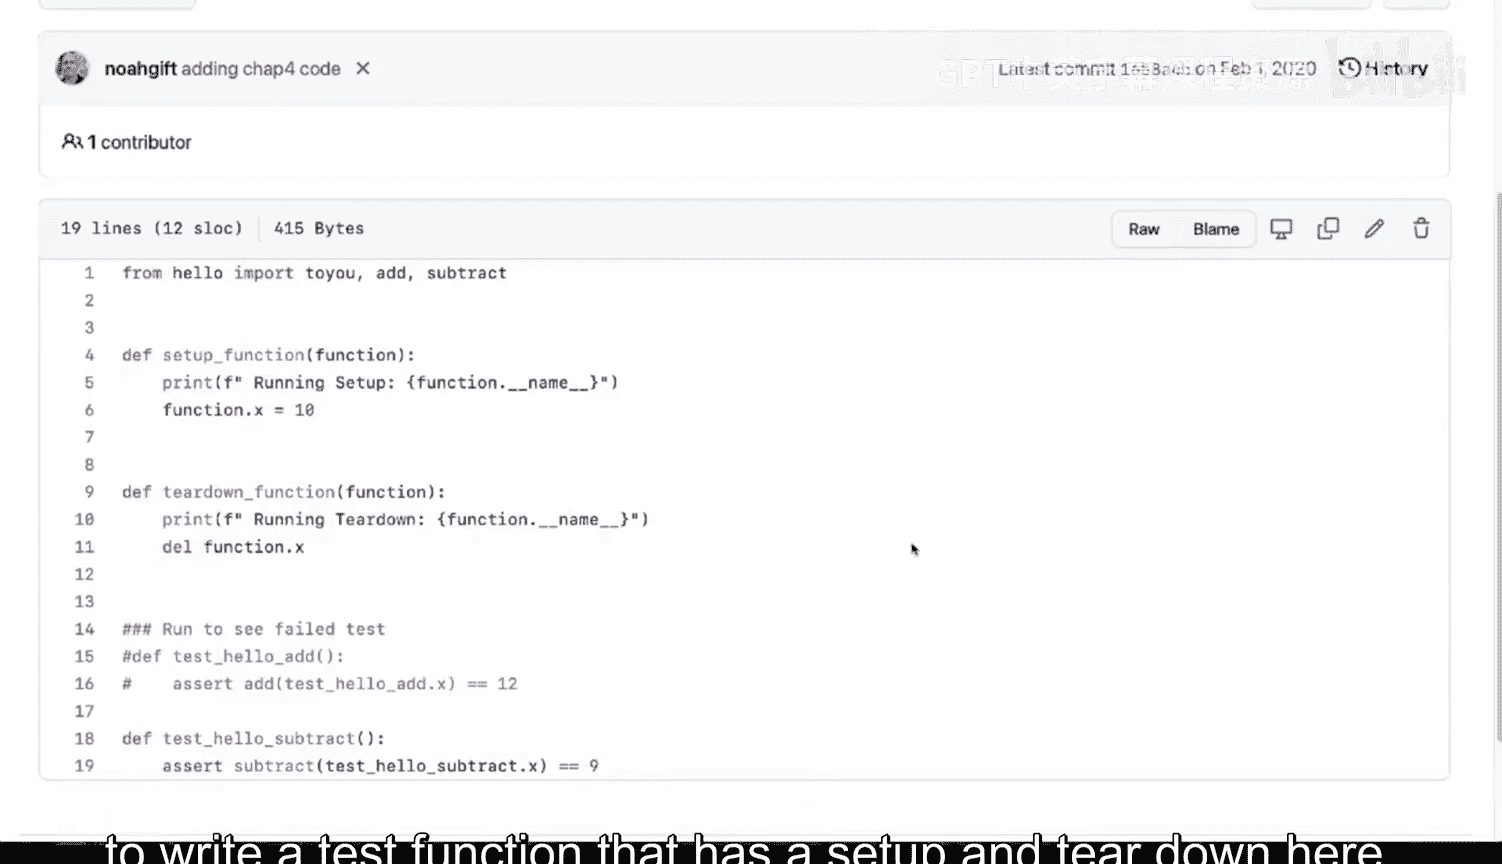 noahgift adding chap4 code ×
Latest commit on Feb 1, 2020 History
1 contributor
19 lines (12 sloc) 415 Bytes
Raw Blame
1 from hello import toyou, add, subtract
2
3
4 def setup_function(function):
5 print(f" Running Setup: {function.__name__}")
6 function.x = 10
7
8
9 def teardown_function(function):
10 print(f" Running Teardown: {function.__name__}")
11 del function.x
12
13
14 ### Run to see failed test
15 #def test_hello_add():
16 # assert add(test_hello_add.x) == 12
17
18 def test_hello_subtract():
19 assert subtract(test_hello_subtract.x) == 9
to write a test function that has a setup and tear down here